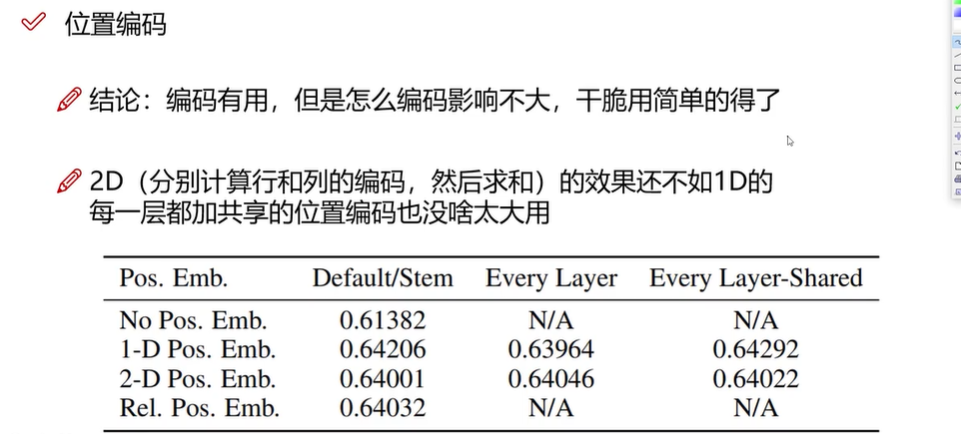 位置编码
结论：编码有用，但是怎么编码影响不大，干脆用简单的得了
2D（分别计算行和列的编码，然后求和）的效果还不如1D的
每一层都加共享的位置编码也没啥太大用
Pos. Emb. Default/Stem Every Layer Every Layer-Shared
No Pos. Emb. 0.61382 N/A N/A
1-D Pos. Emb. 0.64206 0.63964 0.64292
2-D Pos. Emb. 0.64001 0.64046 0.64022
Rel. Pos. Emb. 0.64032 N/A N/A